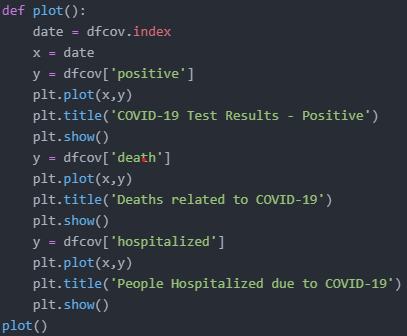 def plot():
    date = dfcov.index
    x = date
    y = dfcov['positive']
    plt.plot(x,y)
    plt.title('COVID-19 Test Results - Positive')
    plt.show()
    y = dfcov['death']
    plt.plot(x,y)
    plt.title('Deaths related to COVID-19')
    plt.show()
    y = dfcov['hospitalized']
    plt.plot(x,y)
    plt.title('People Hospitalized due to COVID-19')
    plt.show()
plot()